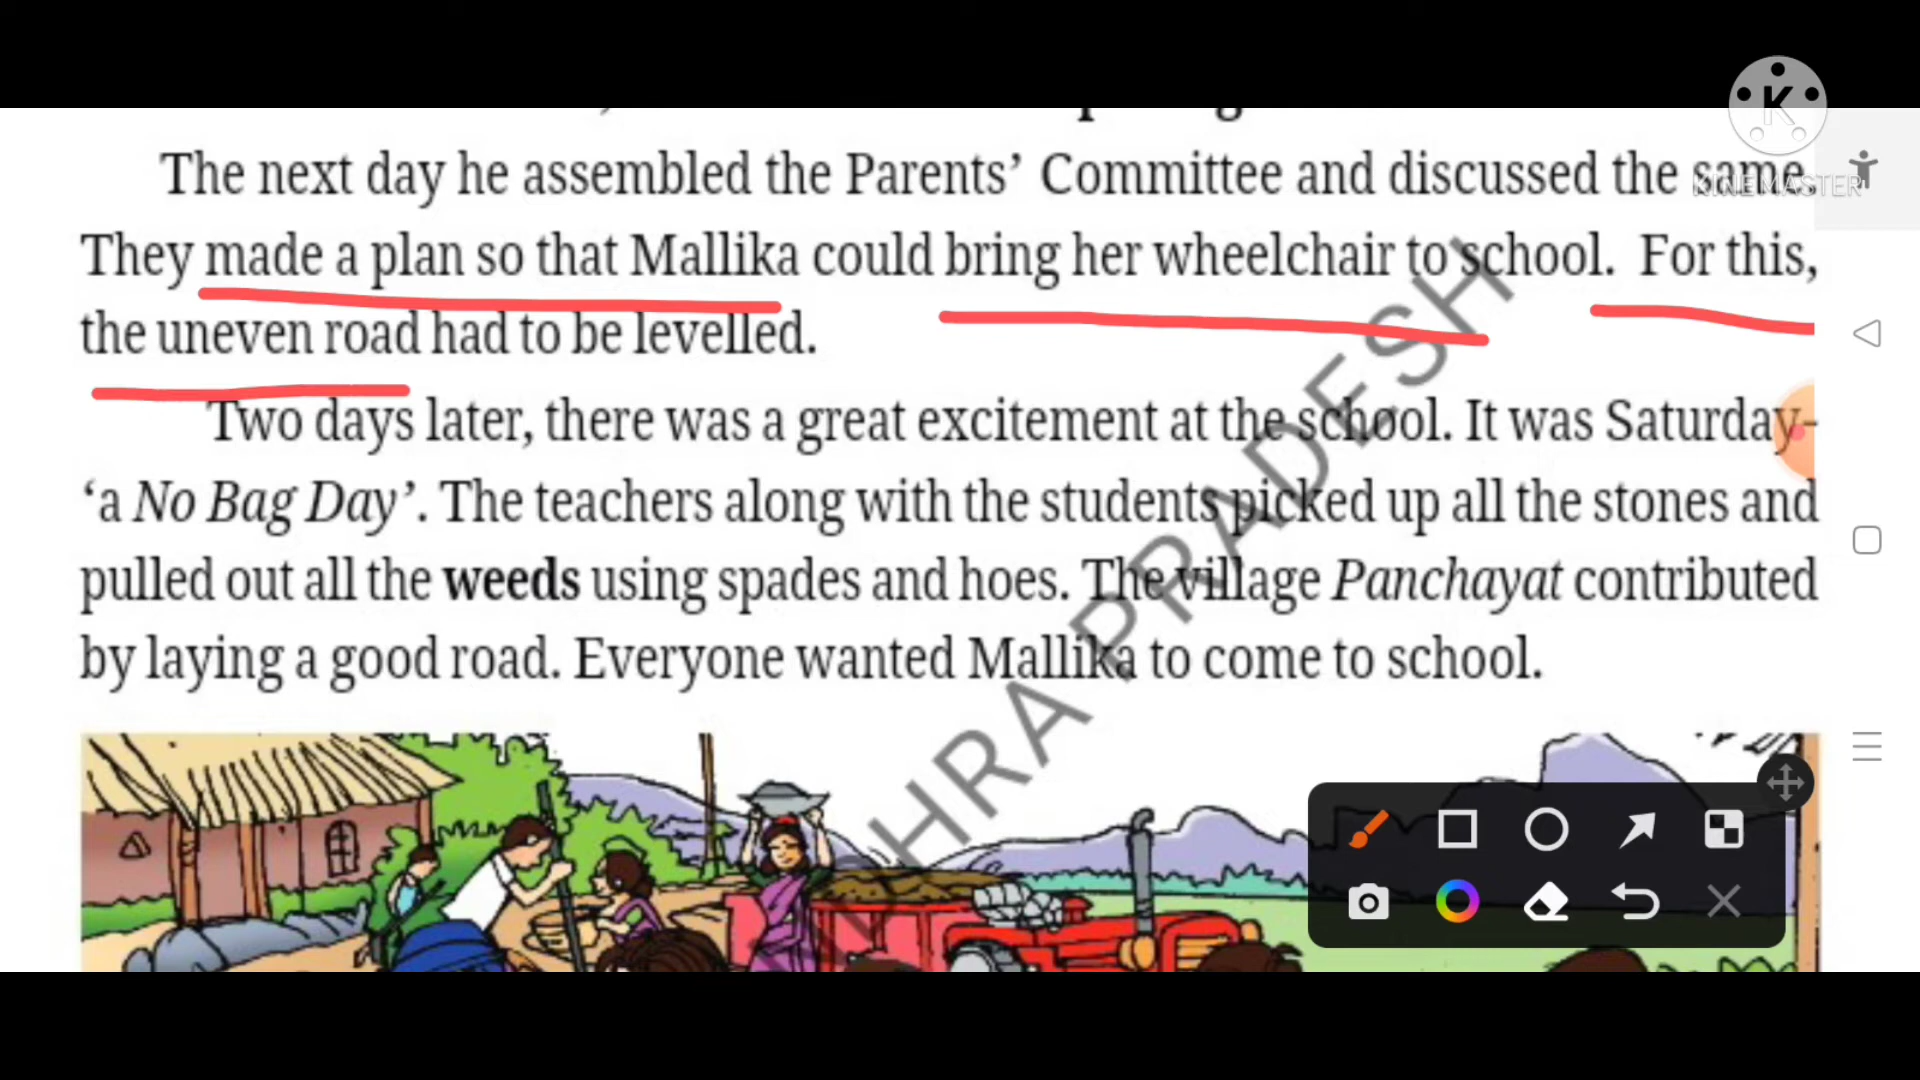 The next day he assembled the Parents’ Committee and discussed the same.
They made a plan so that Mallika could bring her wheelchair to school. For this,
the uneven road had to be levelled.
Two days later, there was a great excitement at the school. It was Saturday-
‘a No Bag Day’. The teachers along with the students picked up all the stones and
pulled out all the weeds using spades and hoes. The village Panchayat contributed
by laying a good road. Everyone wanted Mallika to come to school.
K
KINEMASTER
DHRA PRADESH